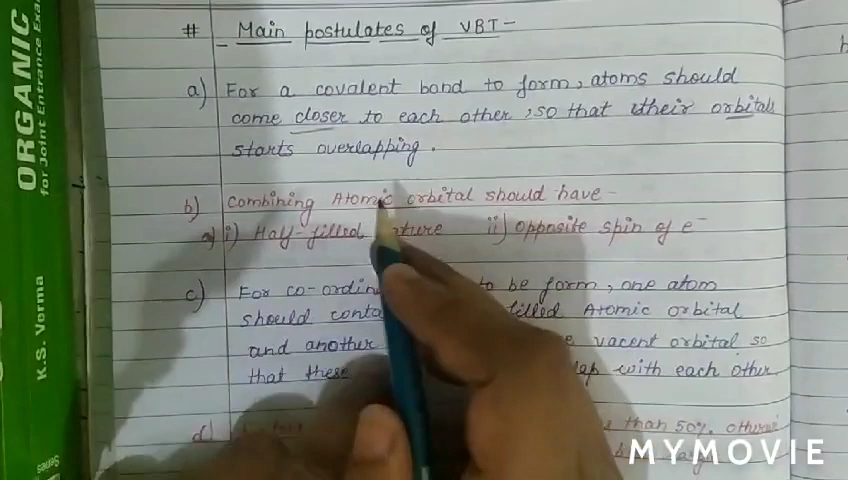 ORGANIC
for Joint Entrance Exa
K.S. Verma
Series
# Main postulates of VBT-
a) For a covalent bond to form, atoms should
come closer to each other, so that their orbitals
starts overlapping.
b) Combining Atomic orbital should have-
i) Half-filled ii) opposite spin of e⁻
c) For co-ordin to be form, one atom
should conta filled Atomic orbital
and another vacent orbital so
that these with each other
d) than 50%.
MYMOVIE